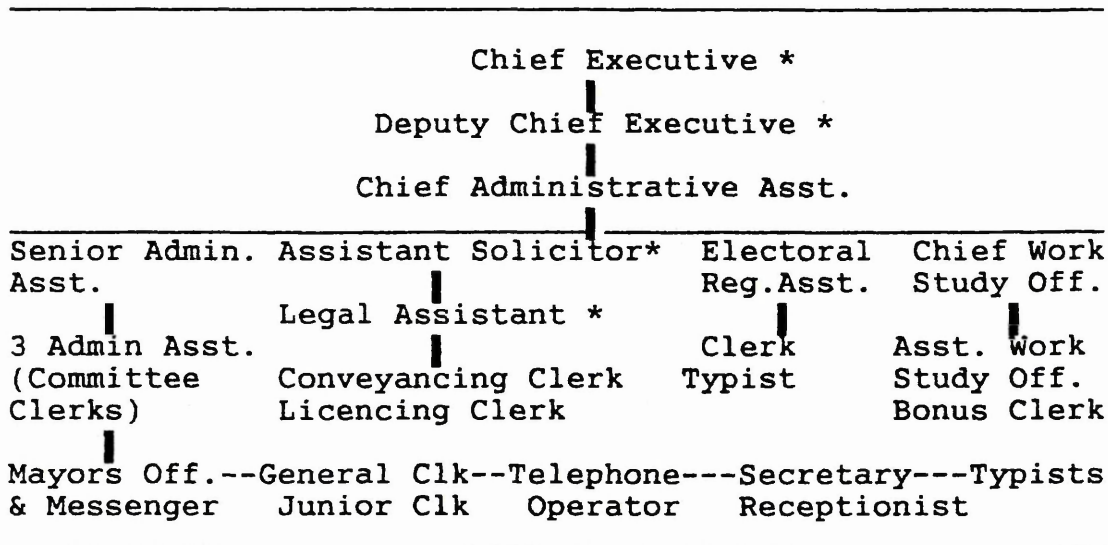 Chief Executive *
Deputy Chief Executive *
Chief Administrative Asst.
Senior Admin. Assistant Solicitor* Electoral Chief Work
Asst. Reg.Asst. Study Off.
Legal Assistant *
3 Admin Asst. Clerk Asst. Work
(Committee Conveyancing Clerk Typist Study Off.
Clerks) Licencing Clerk Bonus Clerk
Mayors Off.--General Clk--Telephone---Secretary---Typists
& Messenger Junior Clk Operator Receptionist